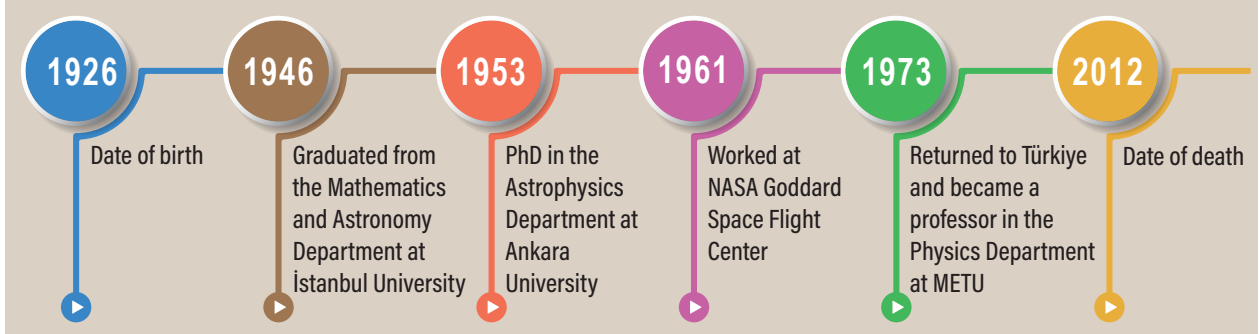 1926
Date of birth
1946
Graduated from
the Mathematics
and Astronomy
Department at
İstanbul University
1953
PhD in the
Astrophysics
Department at
Ankara
University
1961
Worked at
NASA Goddard
Space Flight
Center
1973
Returned to Türkiye
and became a
professor in the
Physics Department
at METU
2012
Date of death